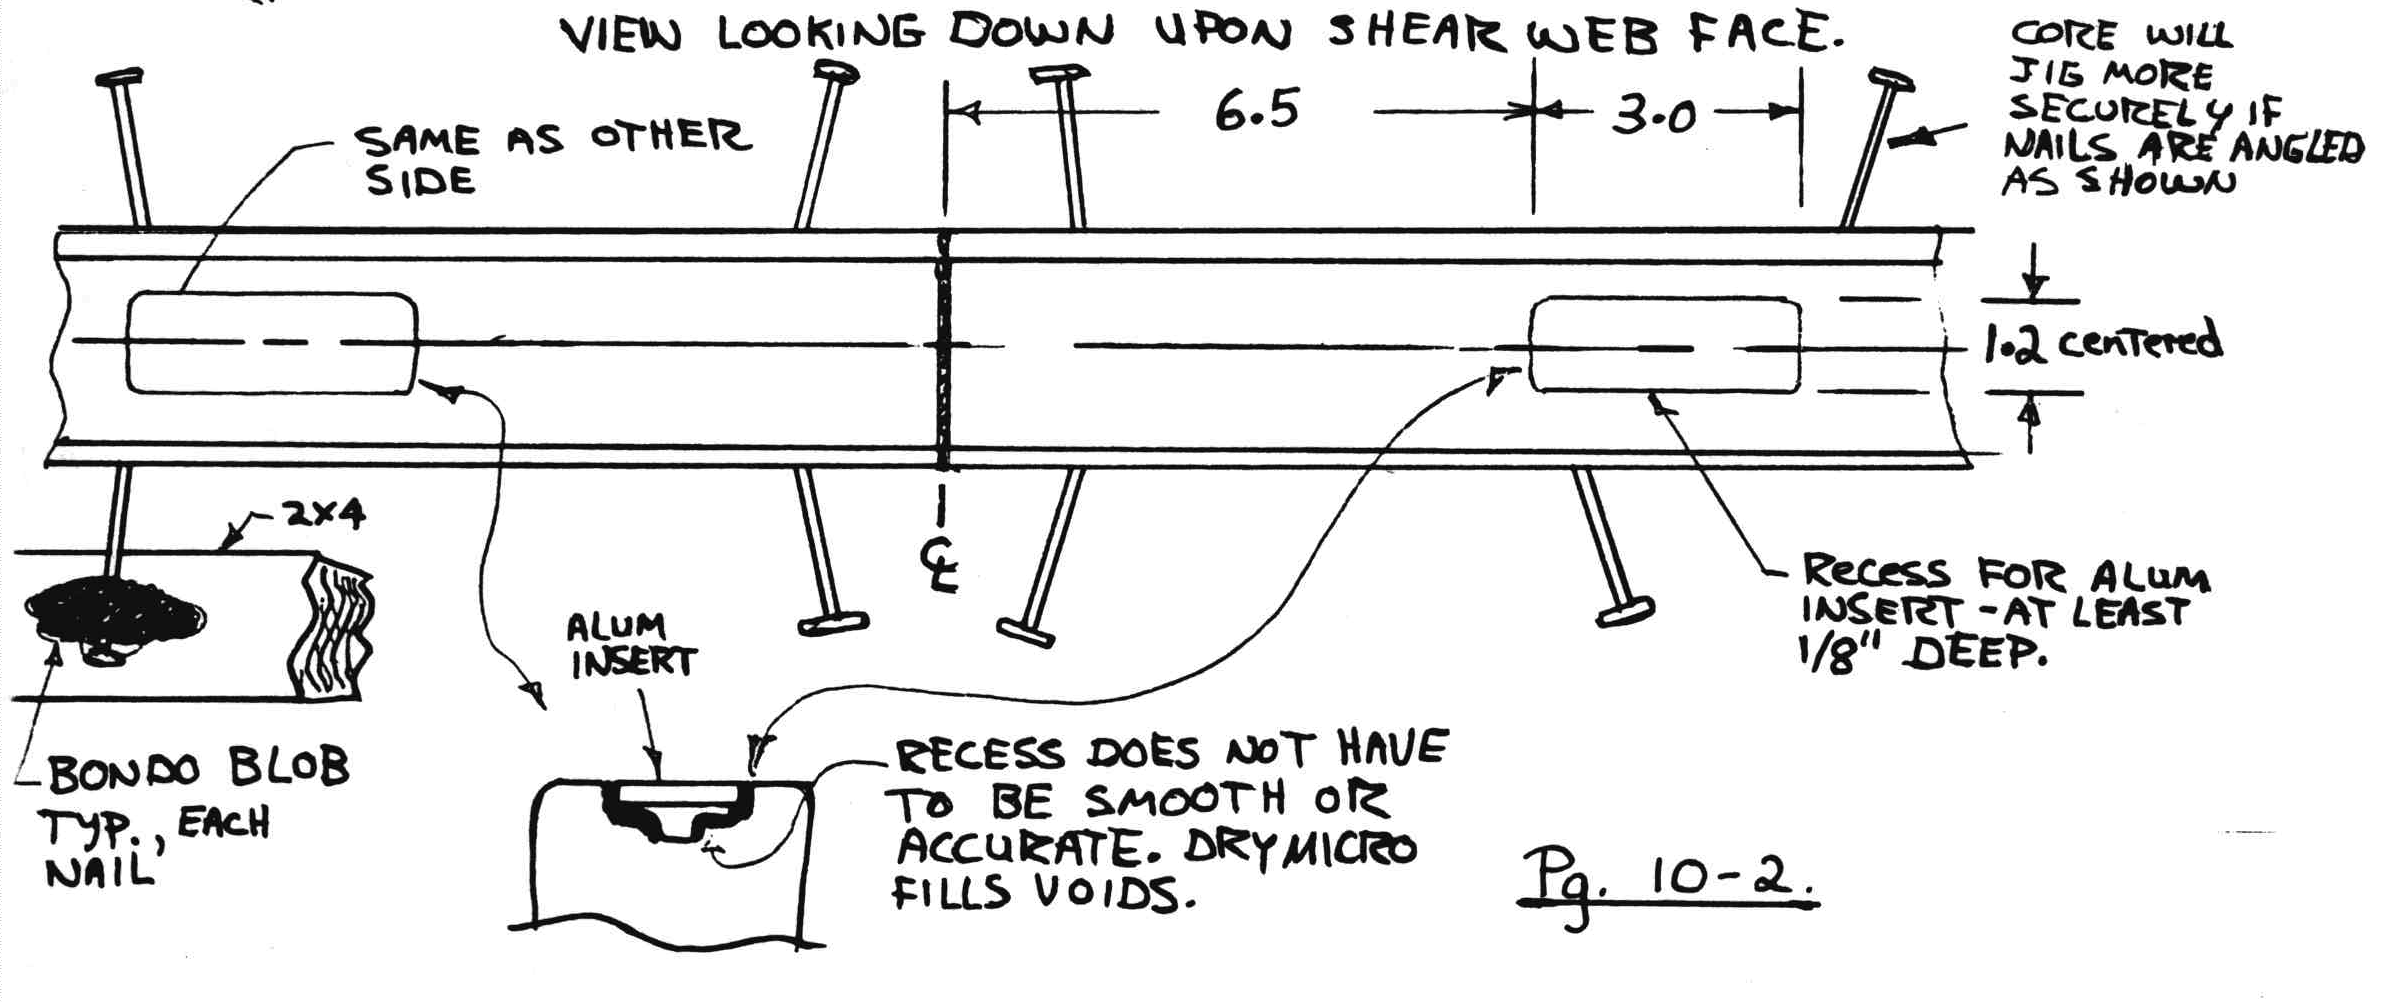 VIEW LOOKING DOWN UPON SHEAR WEB FACE.
CORE WILL
JIG MORE
SECURELY IF
NAILS ARE ANGLED
AS SHOWN
6.5
3.0
SAME AS OTHER
SIDE
1.2 centered
2x4
℄
RECESS FOR ALUM
INSERT - AT LEAST
1/8" DEEP.
ALUM
INSERT
BONDO BLOB
TYP., EACH
NAIL
RECESS DOES NOT HAVE
TO BE SMOOTH OR
ACCURATE. DRY MICRO
FILLS VOIDS.
Pg. 10-2.